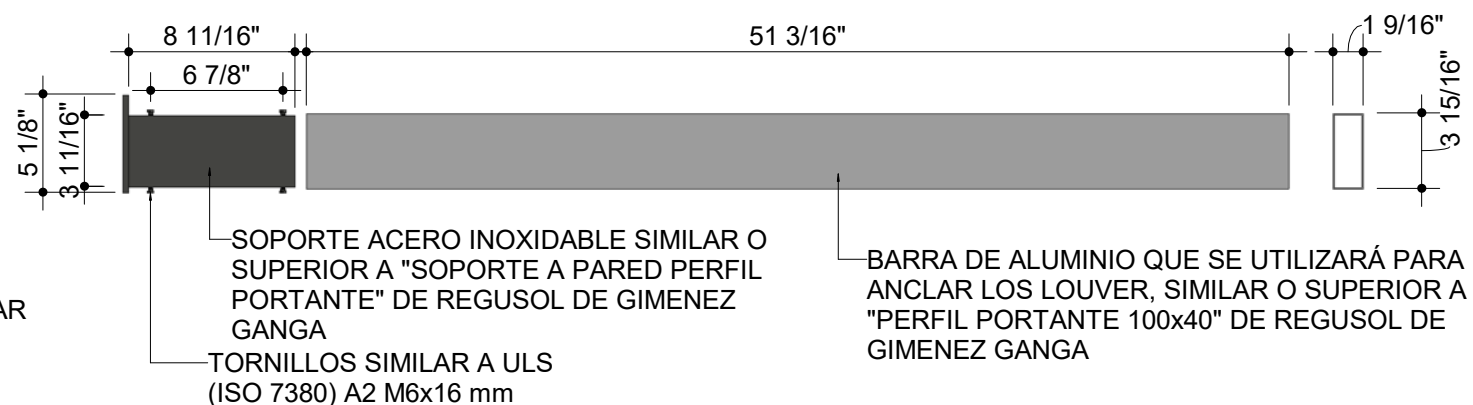 8 11/16"
51 3/16"
1 9/16"
6 7/8"
5 1/8"
3 11/16"
3 15/16"
SOPORTE ACERO INOXIDABLE SIMILAR O
SUPERIOR A "SOPORTE A PARED PERFIL
PORTANTE" DE REGUSOL DE GIMENEZ
GANGA
AR
TORNILLOS SIMILAR A ULS
(ISO 7380) A2 M6x16 mm
BARRA DE ALUMINIO QUE SE UTILIZARÁ PARA
ANCLAR LOS LOUVER, SIMILAR O SUPERIOR A
"PERFIL PORTANTE 100x40" DE REGUSOL DE
GIMENEZ GANGA